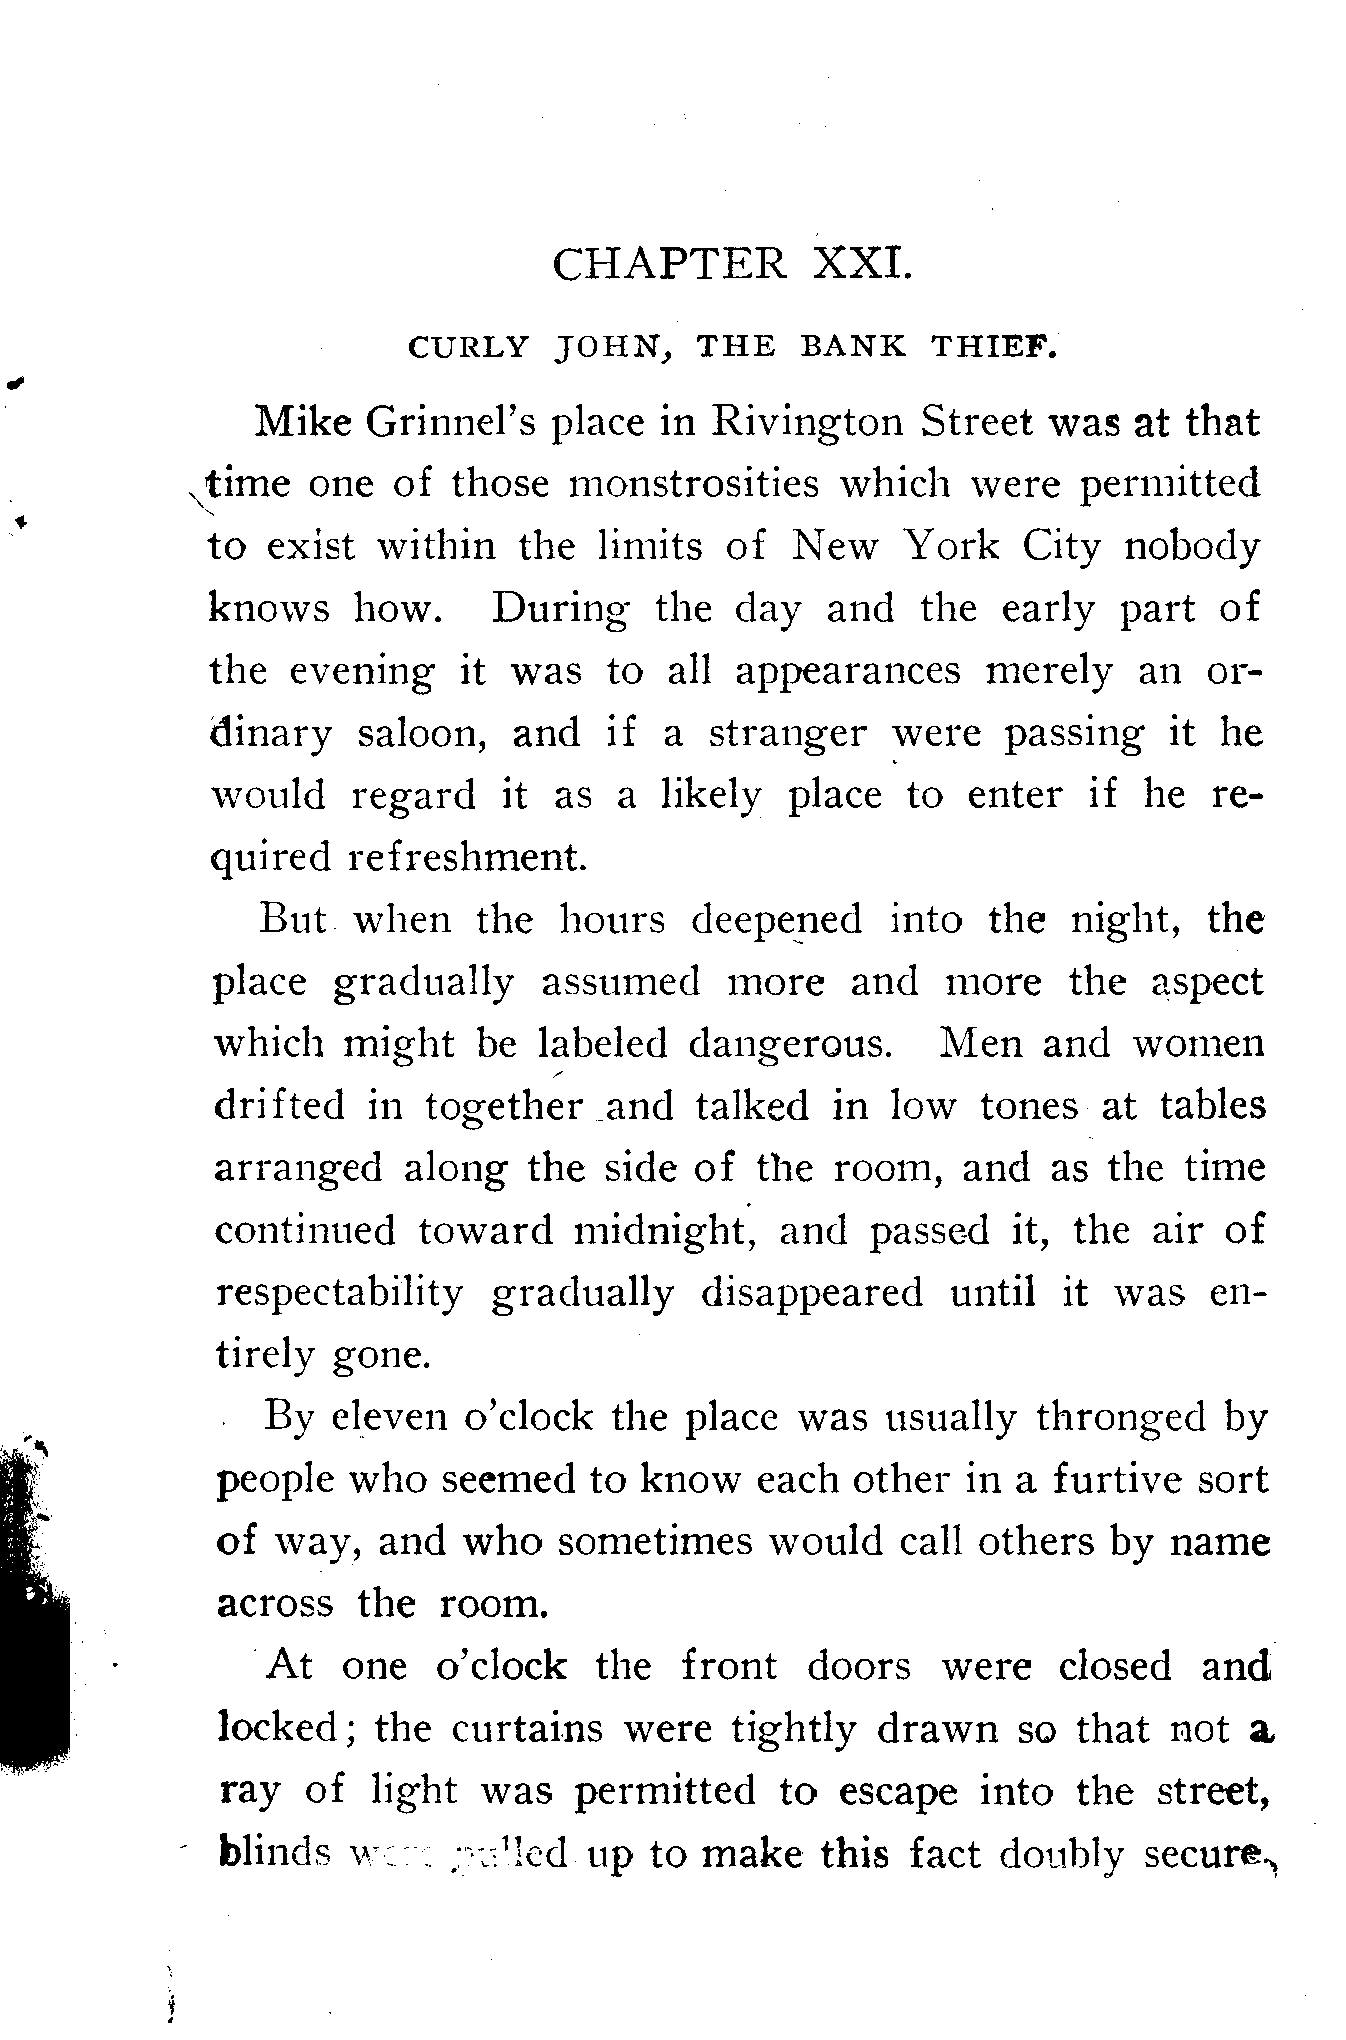 CHAPTER XXI.
CURLY JOHN, THE BANK THIEF.
Mike Grinnel's place in Rivington Street was at that
time one of those monstrosities which were permitted
to exist within the limits of New York City nobody
knows how. During the day and the early part of
the evening it was to all appearances merely an or-
dinary saloon, and if a stranger were passing it he
would regard it as a likely place to enter if he re-
quired refreshment.
But when the hours deepened into the night, the
place gradually assumed more and more the aspect
which might be labeled dangerous. Men and women
drifted in together and talked in low tones at tables
arranged along the side of the room, and as the time
continued toward midnight, and passed it, the air of
respectability gradually disappeared until it was en-
tirely gone.
By eleven o'clock the place was usually thronged by
people who seemed to know each other in a furtive sort
of way, and who sometimes would call others by name
across the room.
At one o'clock the front doors were closed and
locked; the curtains were tightly drawn so that not a
ray of light was permitted to escape into the street,
blinds were pulled up to make this fact doubly secure,